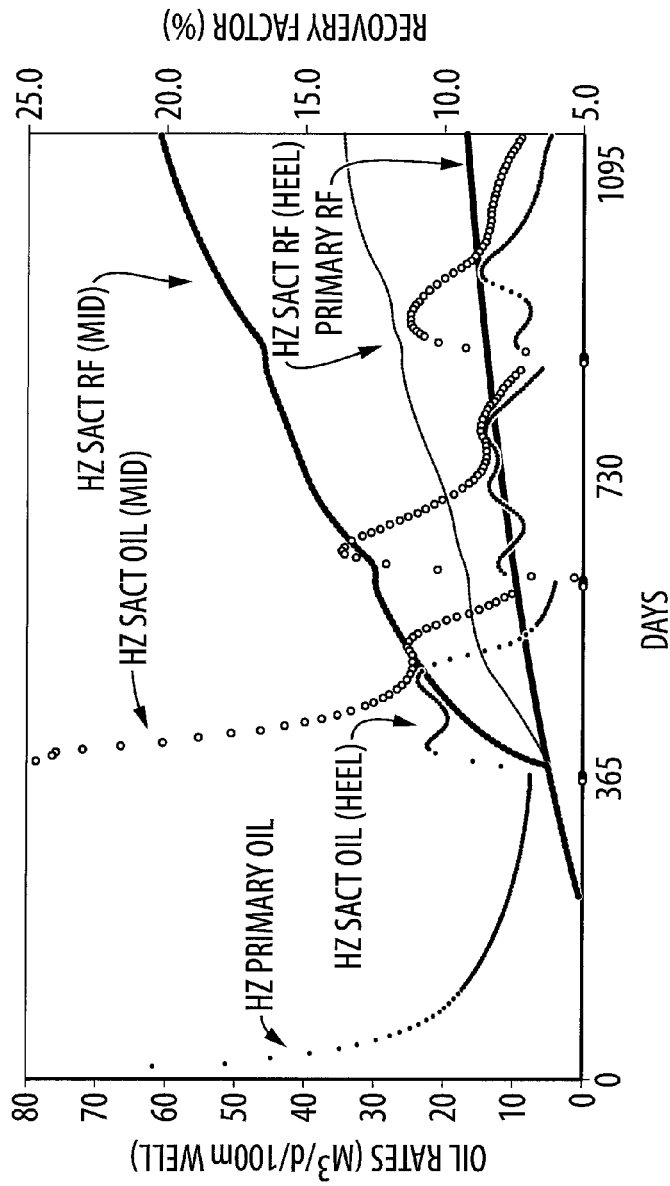 OIL RATES (M³/d/100m WELL)
80
70
60
50
40
30
20
10
0
RECOVERY FACTOR (%)
25.0
20.0
15.0
10.0
5.0
0
365
730
1095
DAYS
HZ PRIMARY OIL
HZ SACT OIL (HEEL)
HZ SACT OIL (MID)
HZ SACT RF (MID)
HZ SACT RF (HEEL)
PRIMARY RF